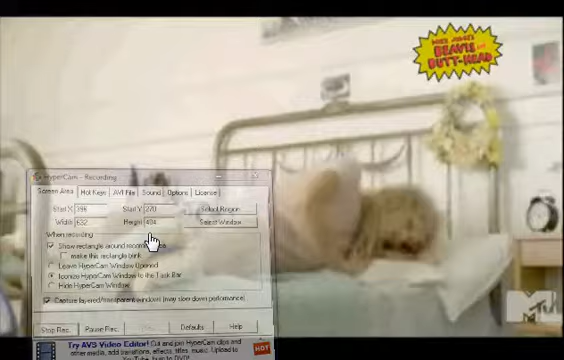 MIKE JUDGE'S
BEAVIS AND
BUTT-HEAD
HyperCam - Recording
Screen Area
Hot Keys
AVI File
Sound
Options
License
Start X
Start Y
270
Select Region
Width
632
Height
Select Window
When recording
Show rectangle around
make this rectangle blink
Leave HyperCam Window Opened
Iconize HyperCam Window to the Task Bar
Hide HyperCam Window
Capture layered/transparent windows (may slow down performance)
Stop Rec.
Pause Rec.
Defaults
Help
Try AVS Video Editor! Cut and join HyperCam clips and
other media, add transitions, effects, titles, music. Upload to
HOT
MTV